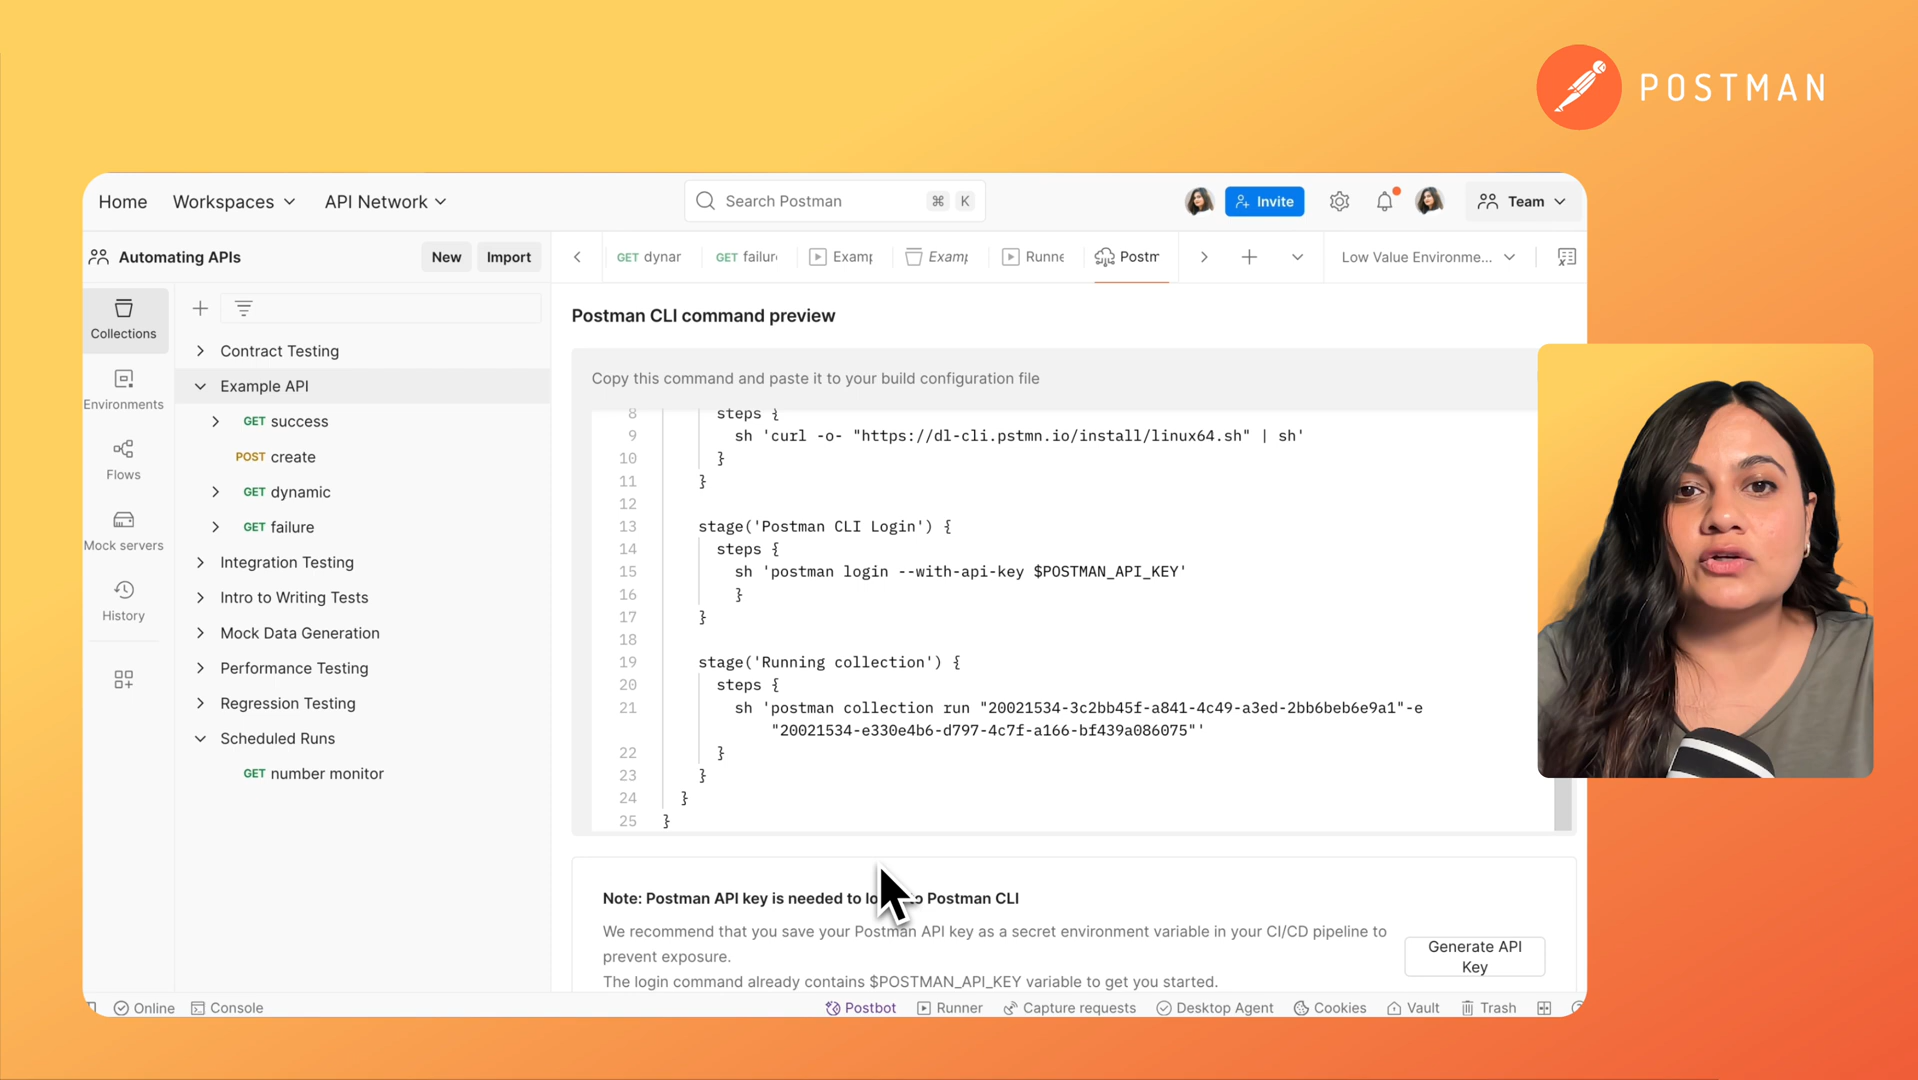 POSTMAN
Home Workspaces API Network Search Postman ⌘ K Invite Team
Automating APIs New Import GET dynar GET failur Examp Examp Runne Postm Low Value Environme...
Collections
Environments
Flows
Mock servers
History
Contract Testing
Example API
GET success
POST create
GET dynamic
GET failure
Integration Testing
Intro to Writing Tests
Mock Data Generation
Performance Testing
Regression Testing
Scheduled Runs
GET number monitor
Postman CLI command preview
Copy this command and paste it to your build configuration file
8 steps {
9 sh 'curl -o- "https://dl-cli.pstmn.io/install/linux64.sh" | sh'
10 }
11 }
12
13 stage('Postman CLI Login') {
14 steps {
15 sh 'postman login --with-api-key $POSTMAN_API_KEY'
16 }
17 }
18
19 stage('Running collection') {
20 steps {
21 sh 'postman collection run "20021534-3c2bb45f-a841-4c49-a3ed-2bb6beb6e9a1"-e
"20021534-e330e4b6-d797-4c7f-a166-bf439a086075"'
22 }
23 }
24 }
25 }
Note: Postman API key is needed to lo o Postman CLI
We recommend that you save your Postman API key as a secret environment variable in your CI/CD pipeline to
prevent exposure.
The login command already contains $POSTMAN_API_KEY variable to get you started.
Generate API
Key
Online Console Postbot Runner Capture requests Desktop Agent Cookies Vault Trash